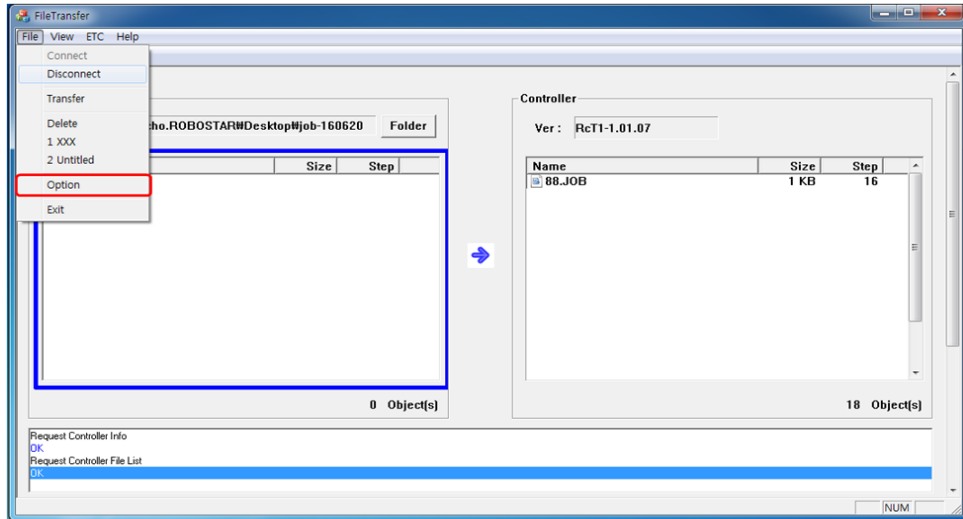 FileTransfer
File View ETC Help
Connect
Disconnect
Transfer
Delete
1 XXX
2 Untitled
Option
Exit
cho.ROBOSTAR₩Desktop₩job-160620 Folder
Size Step
0 Object(s)
Controller
Ver : RcT1-1.01.07
Name Size Step
88.JOB 1 KB 16
18 Object(s)
Request Controller Info
OK
Request Controller File List
OK
NUM